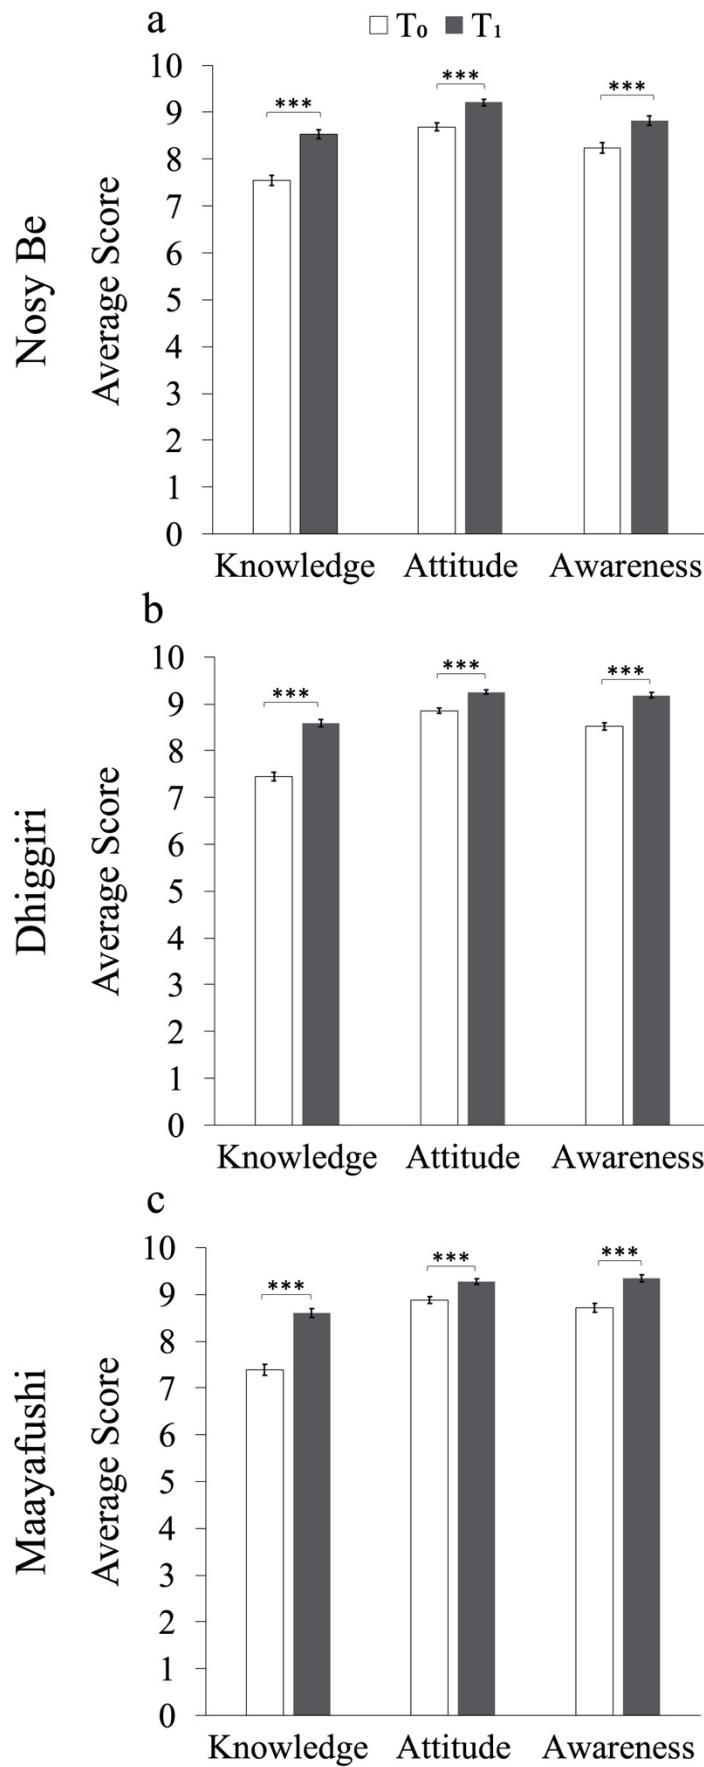 a
T₀ T₁
Nosy Be
Average Score
10
9
8
7
6
5
4
3
2
1
0
*** *** ***
Knowledge Attitude Awareness
b
Dhiggiri
Average Score
10
9
8
7
6
5
4
3
2
1
0
*** *** ***
Knowledge Attitude Awareness
c
Maayafushi
Average Score
10
9
8
7
6
5
4
3
2
1
0
*** *** ***
Knowledge Attitude Awareness